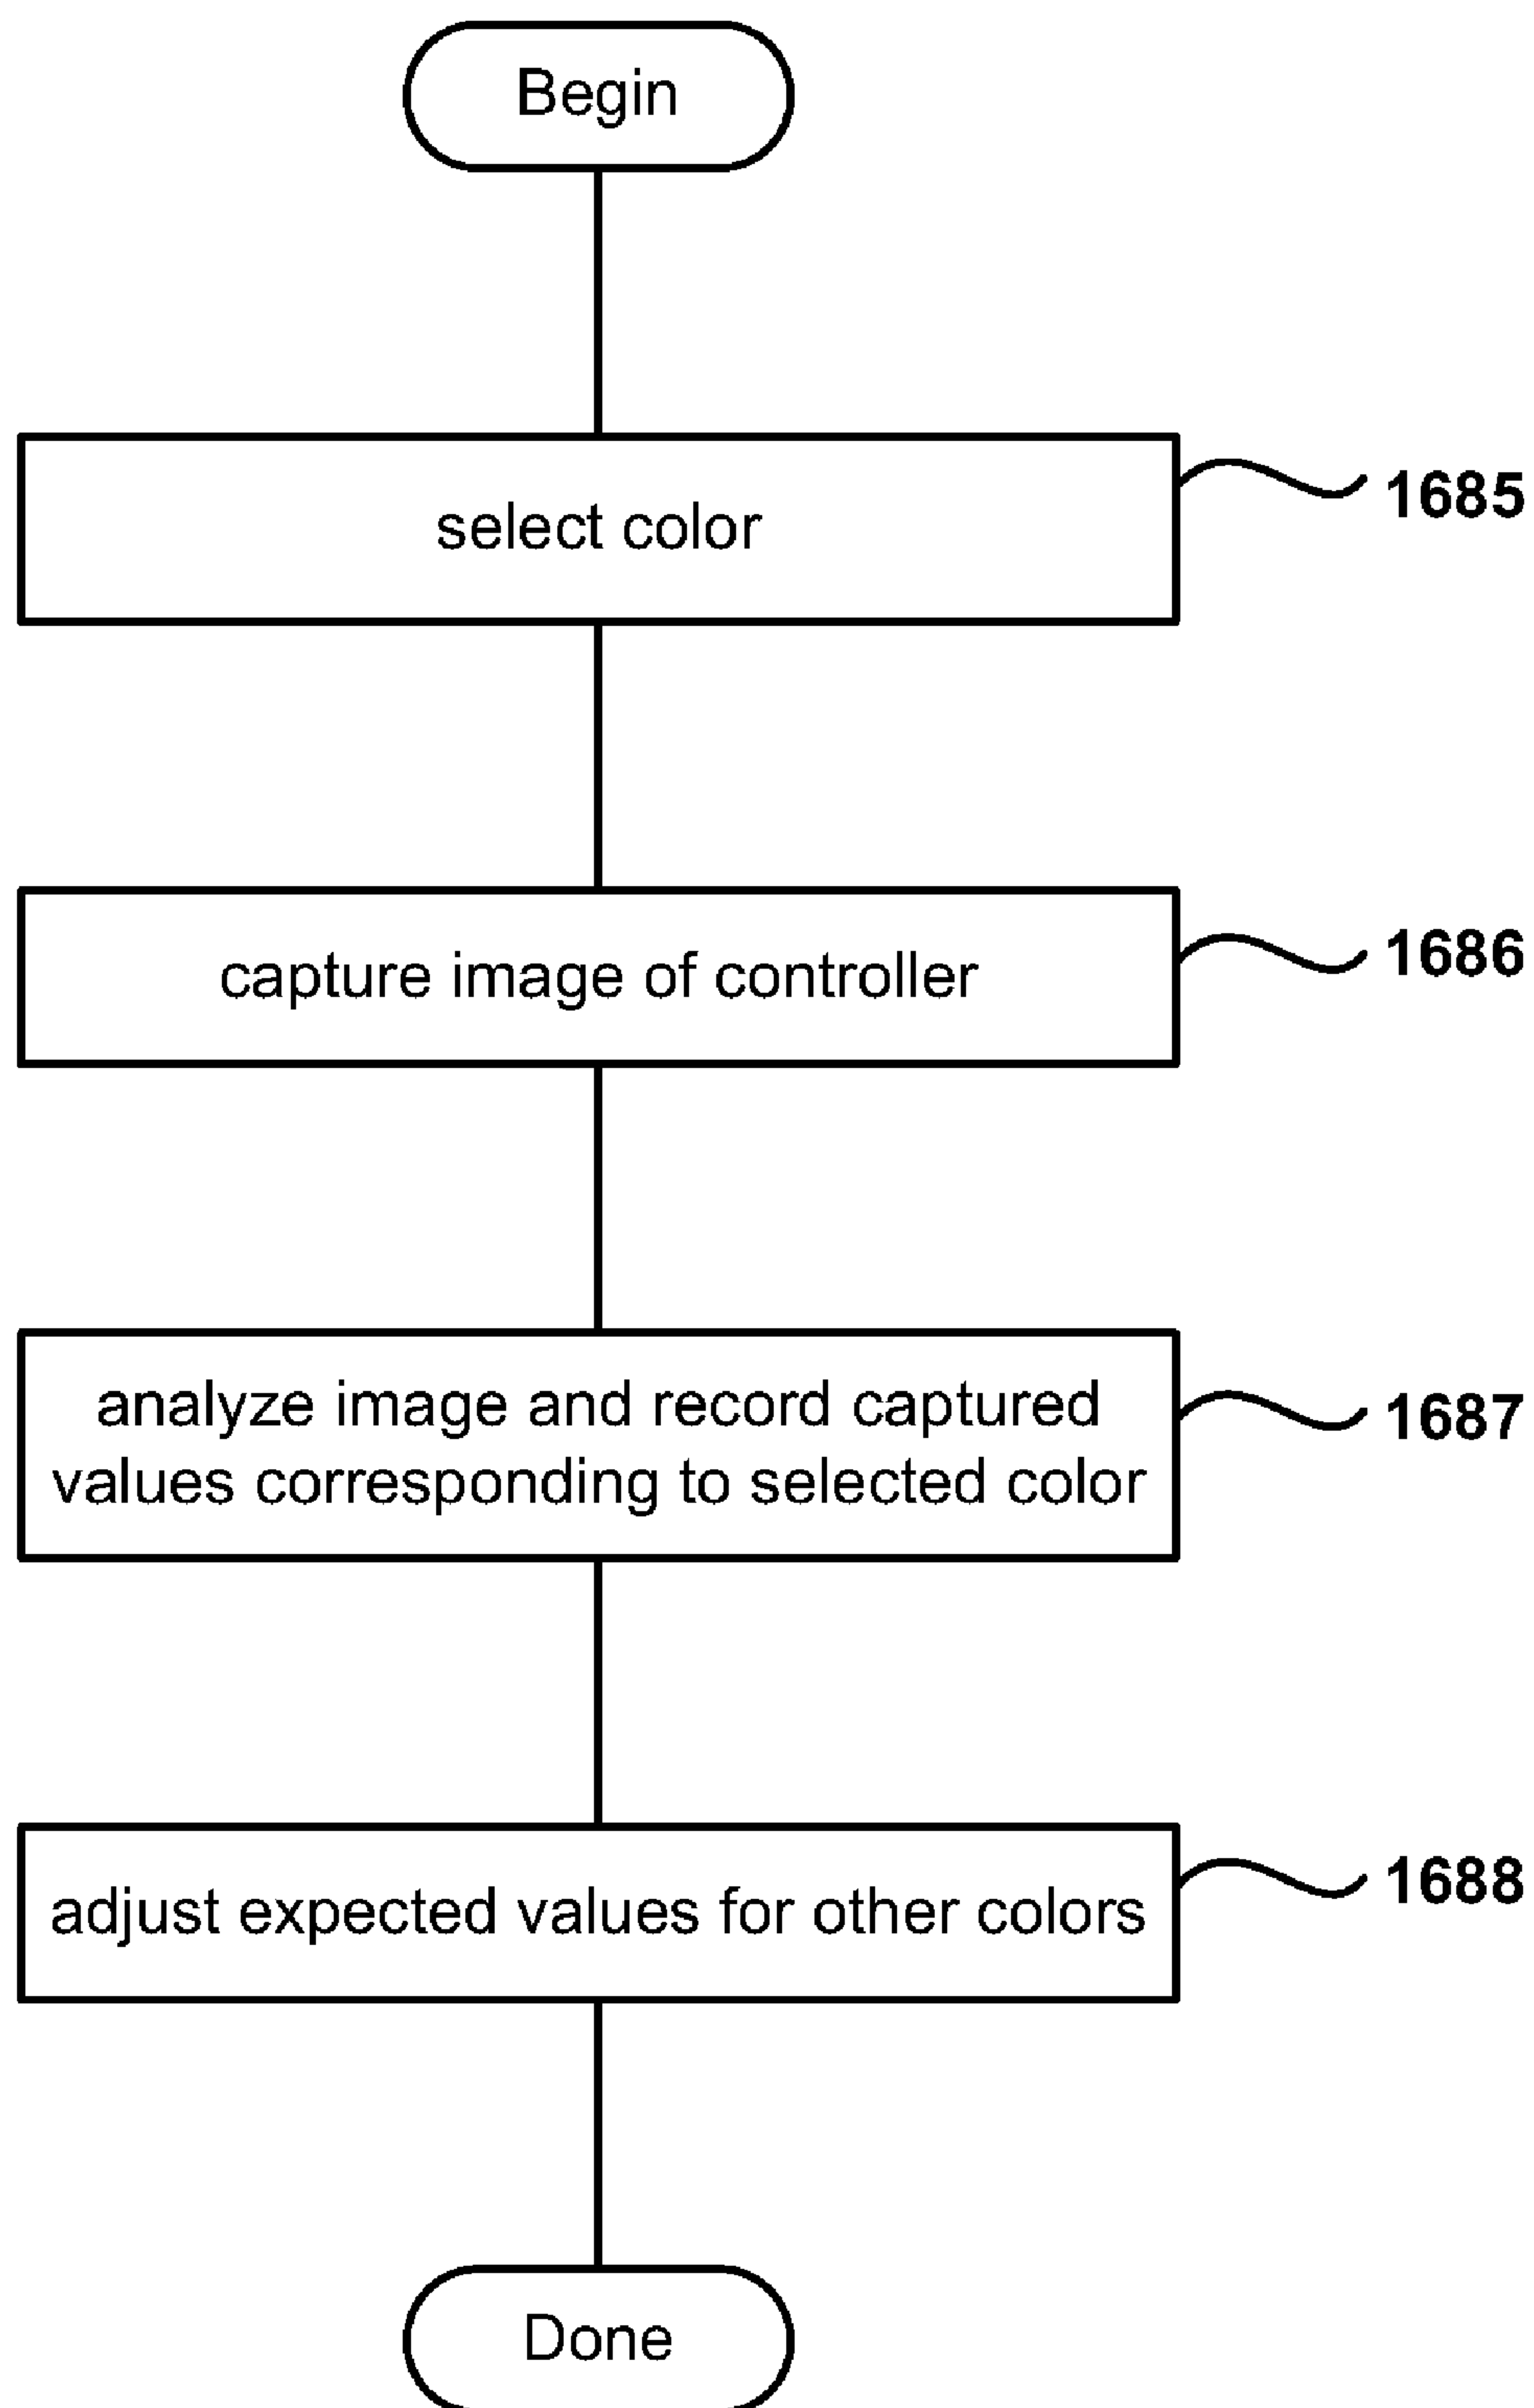 Begin
select color
1685
capture image of controller
1686
analyze image and record captured
values corresponding to selected color
1687
adjust expected values for other colors
1688
Done